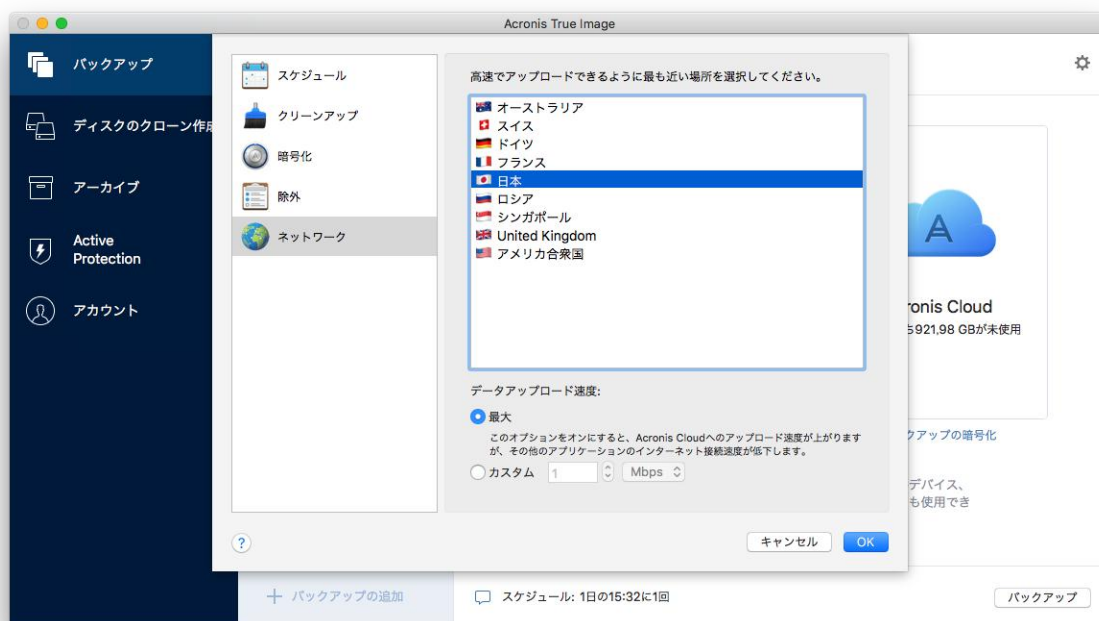 Acronis True Image
バックアップ
ディスクのクローン作成
アーカイブ
Active
Protection
アカウント
スケジュール
クリーンアップ
暗号化
除外
ネットワーク
高速でアップロードできるように最も近い場所を選択してください。
オーストラリア
スイス
ドイツ
フランス
日本
ロシア
シンガポール
United Kingdom
アメリカ合衆国
データアップロード速度:
最大
このオプションをオンにすると、Acronis Cloudへのアップロード速度が上がります
が、その他のアプリケーションのインターネット接続速度が低下します。
カスタム 1 Mbps
?
キャンセル
OK
ronis Cloud
921,98 GBが未使用
クアップの暗号化
デバイス、
も使用でき
バックアップの追加
スケジュール: 1日の15:32に1回
バックアップ